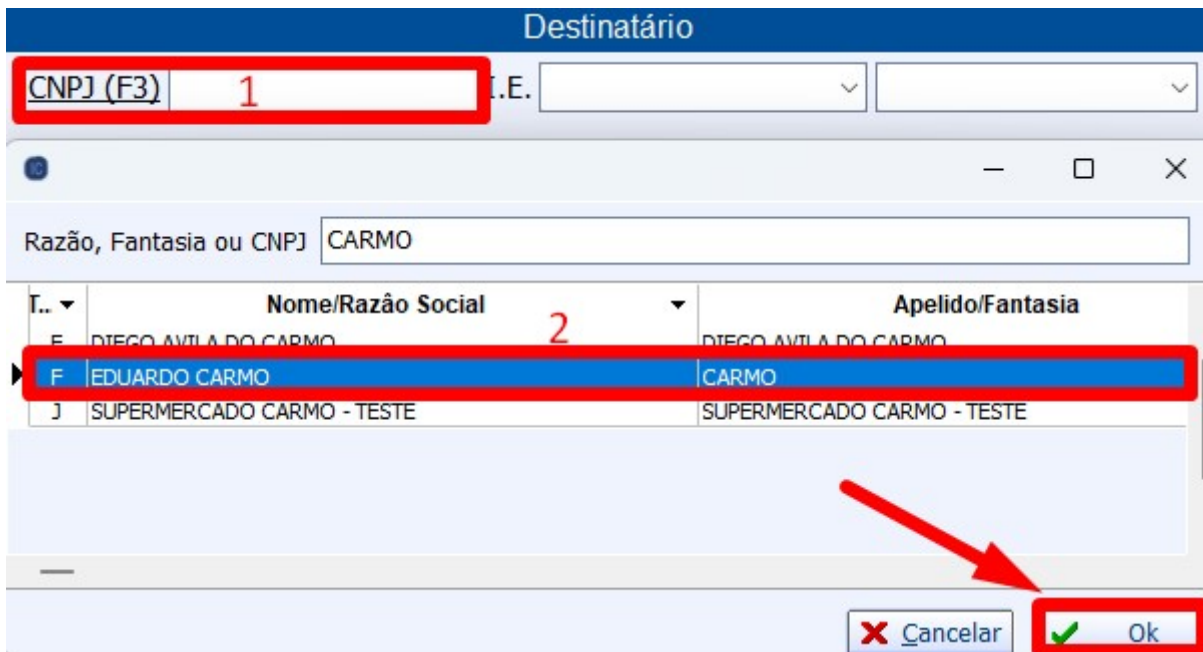 Destinatário
CNPJ (F3) 1 I.E.
Razão, Fantasia ou CNPJ CARMO
T.. Nome/Razâo Social Apelido/Fantasia
2
F DIEGO AVILA DO CARMO DIEGO AVILA DO CARMO
F EDUARDO CARMO CARMO
J SUPERMERCADO CARMO - TESTE SUPERMERCADO CARMO - TESTE
Cancelar Ok